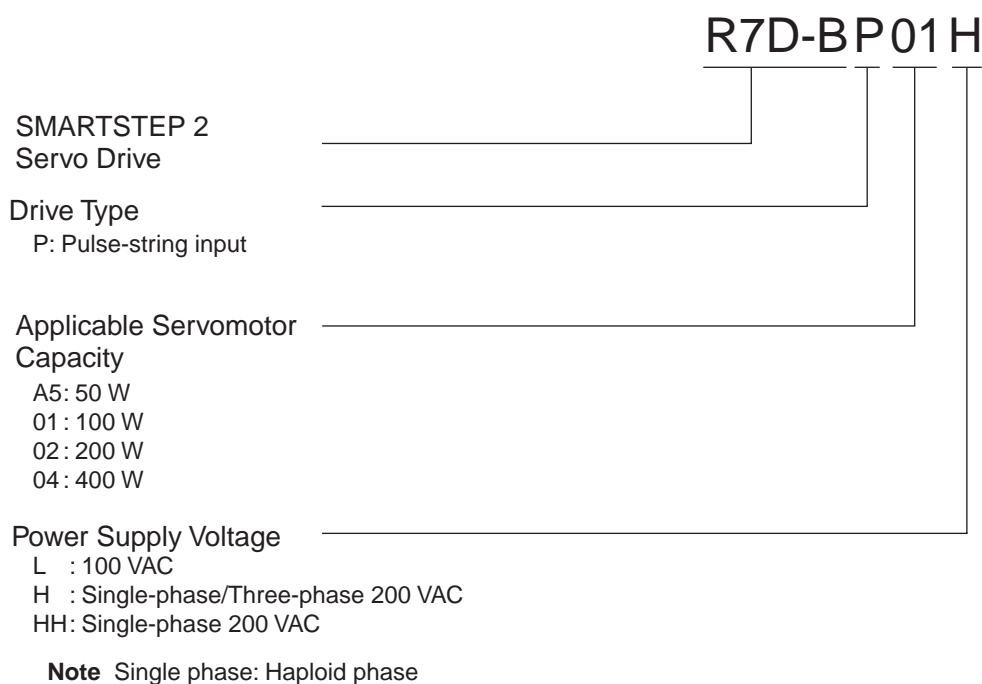 R7D-BP01H
SMARTSTEP 2
Servo Drive
Drive Type
P: Pulse-string input
Applicable Servomotor
Capacity
A5: 50 W
01: 100 W
02: 200 W
04: 400 W
Power Supply Voltage
L : 100 VAC
H : Single-phase/Three-phase 200 VAC
HH: Single-phase 200 VAC
Note Single phase: Haploid phase